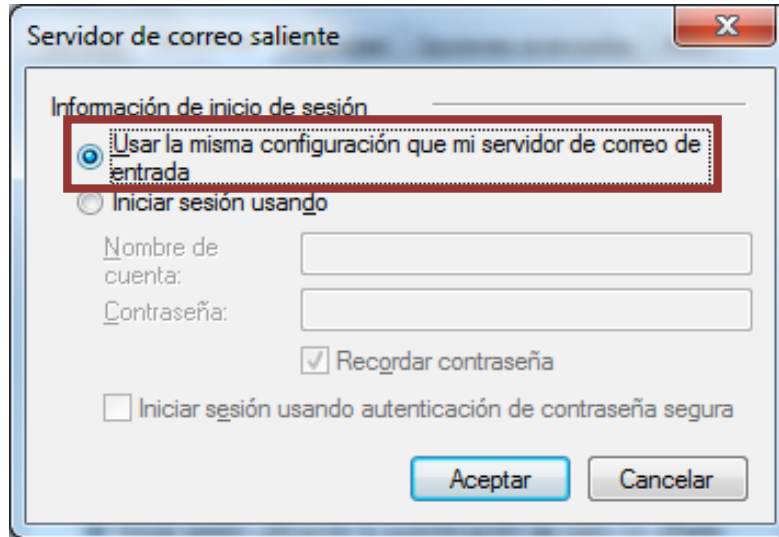 Servidor de correo saliente
Información de inicio de sesión
Usar la misma configuración que mi servidor de correo de
entrada
Iniciar sesión usando
Nombre de
cuenta:
Contraseña:
Recordar contraseña
Iniciar sesión usando autenticación de contraseña segura
Aceptar Cancelar